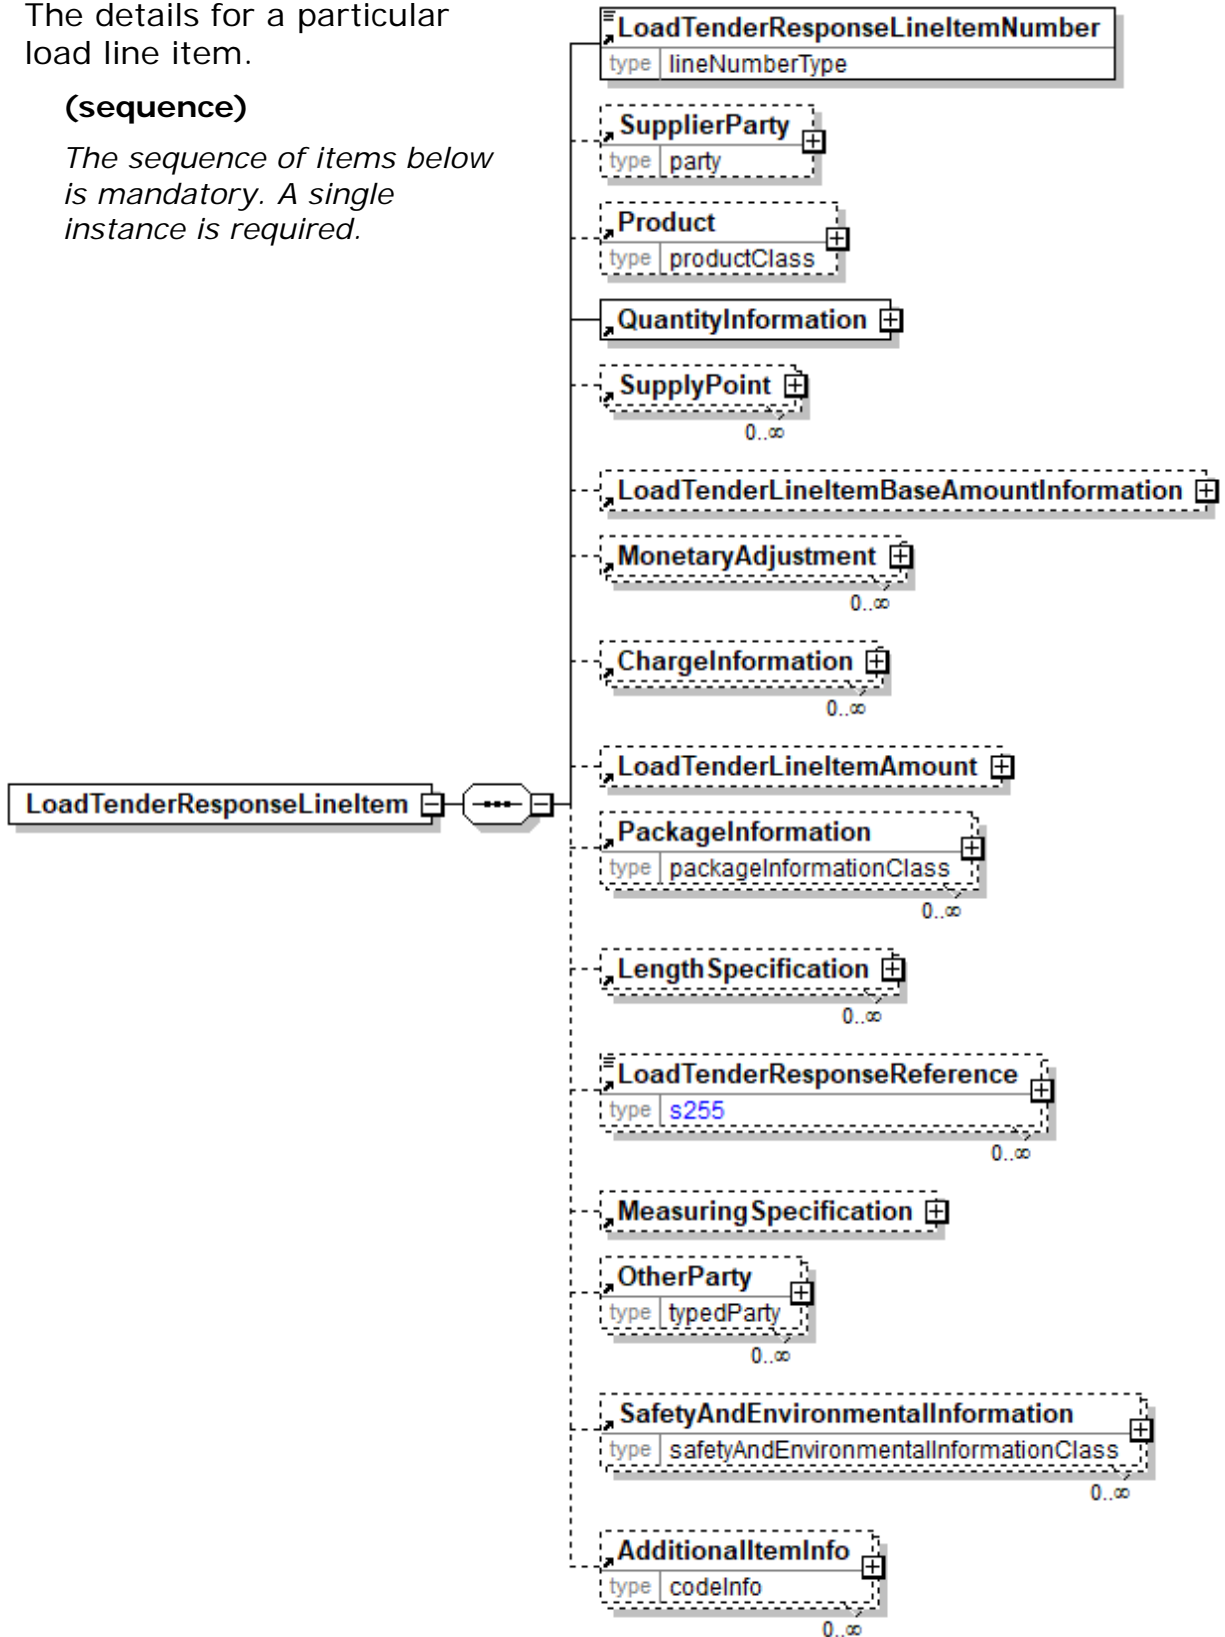 The details for a particular
load line item.
(sequence)
The sequence of items below
is mandatory. A single
instance is required.
LoadTenderResponseLineItem
LoadTenderResponseLineItemNumber
type lineNumberType
SupplierParty
type party
Product
type productClass
QuantityInformation
SupplyPoint
0..∞
LoadTenderLineItemBaseAmountInformation
MonetaryAdjustment
0..∞
ChargeInformation
0..∞
LoadTenderLineItemAmount
PackageInformation
type packageInformationClass
0..∞
LengthSpecification
0..∞
LoadTenderResponseReference
type s255
0..∞
MeasuringSpecification
OtherParty
type typedParty
0..∞
SafetyAndEnvironmentalInformation
type safetyAndEnvironmentalInformationClass
0..∞
AdditionalItemInfo
type codeInfo
0..∞